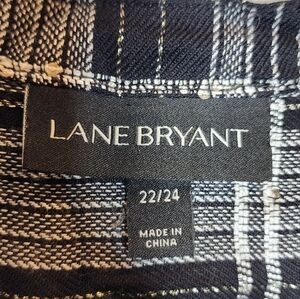 LANE BRYANT
22/24
MADE IN
CHINA